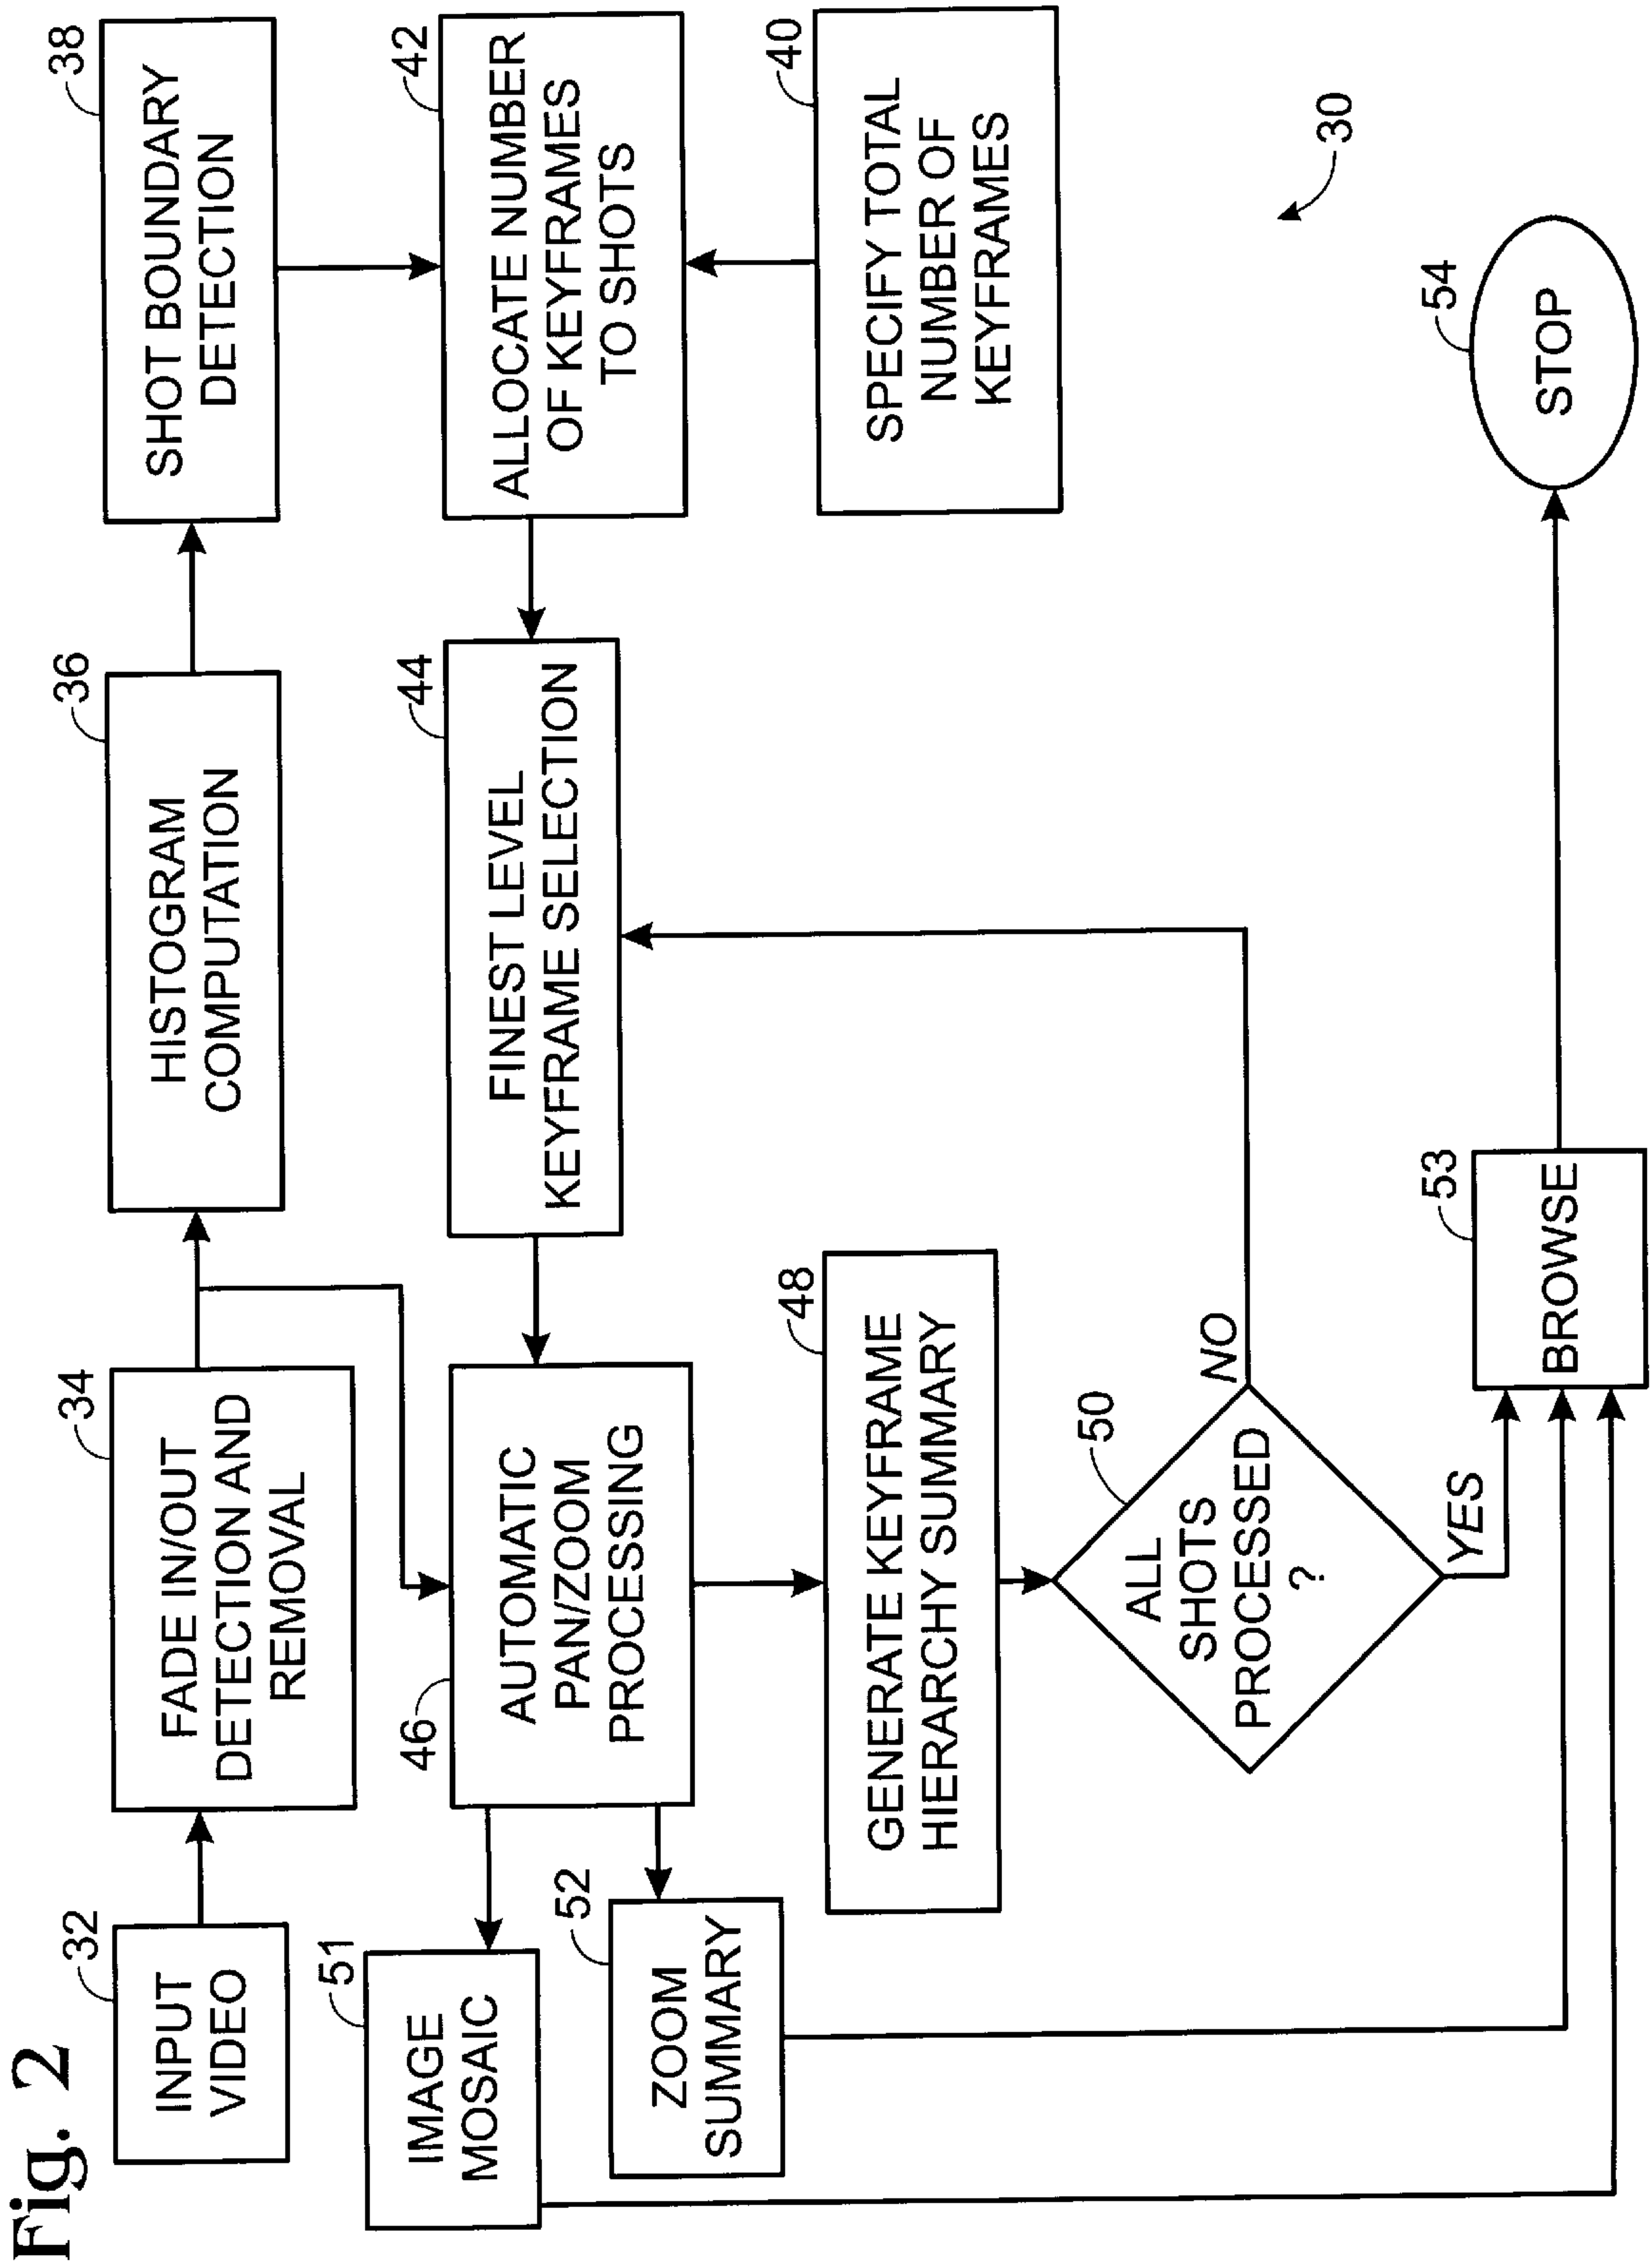 Fig. 2
32
INPUT
VIDEO
34
FADE IN/OUT
DETECTION AND
REMOVAL
36
HISTOGRAM
COMPUTATION
38
SHOT BOUNDARY
DETECTION
51
IMAGE
MOSAIC
46
AUTOMATIC
PAN/ZOOM
PROCESSING
44
FINEST LEVEL
KEYFRAME SELECTION
42
ALLOCATE NUMBER
OF KEYFRAMES
TO SHOTS
52
ZOOM
SUMMARY
48
GENERATE KEYFRAME
HIERARCHY SUMMARY
40
SPECIFY TOTAL
NUMBER OF
KEYFRAMES
50
ALL
SHOTS
PROCESSED
?
NO
YES
30
53
BROWSE
54
STOP